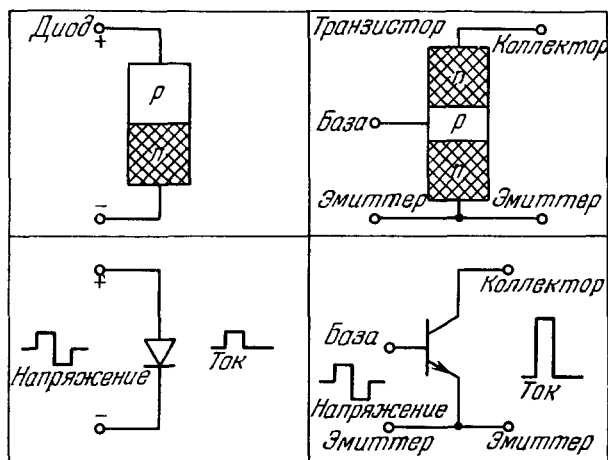 Диод
+
p
n
−
Транзистор
Коллектор
n
База
p
n
Эмиттер Эмиттер
+
Напряжение
Ток
−
Коллектор
База
Напряжение
Ток
Эмиттер Эмиттер